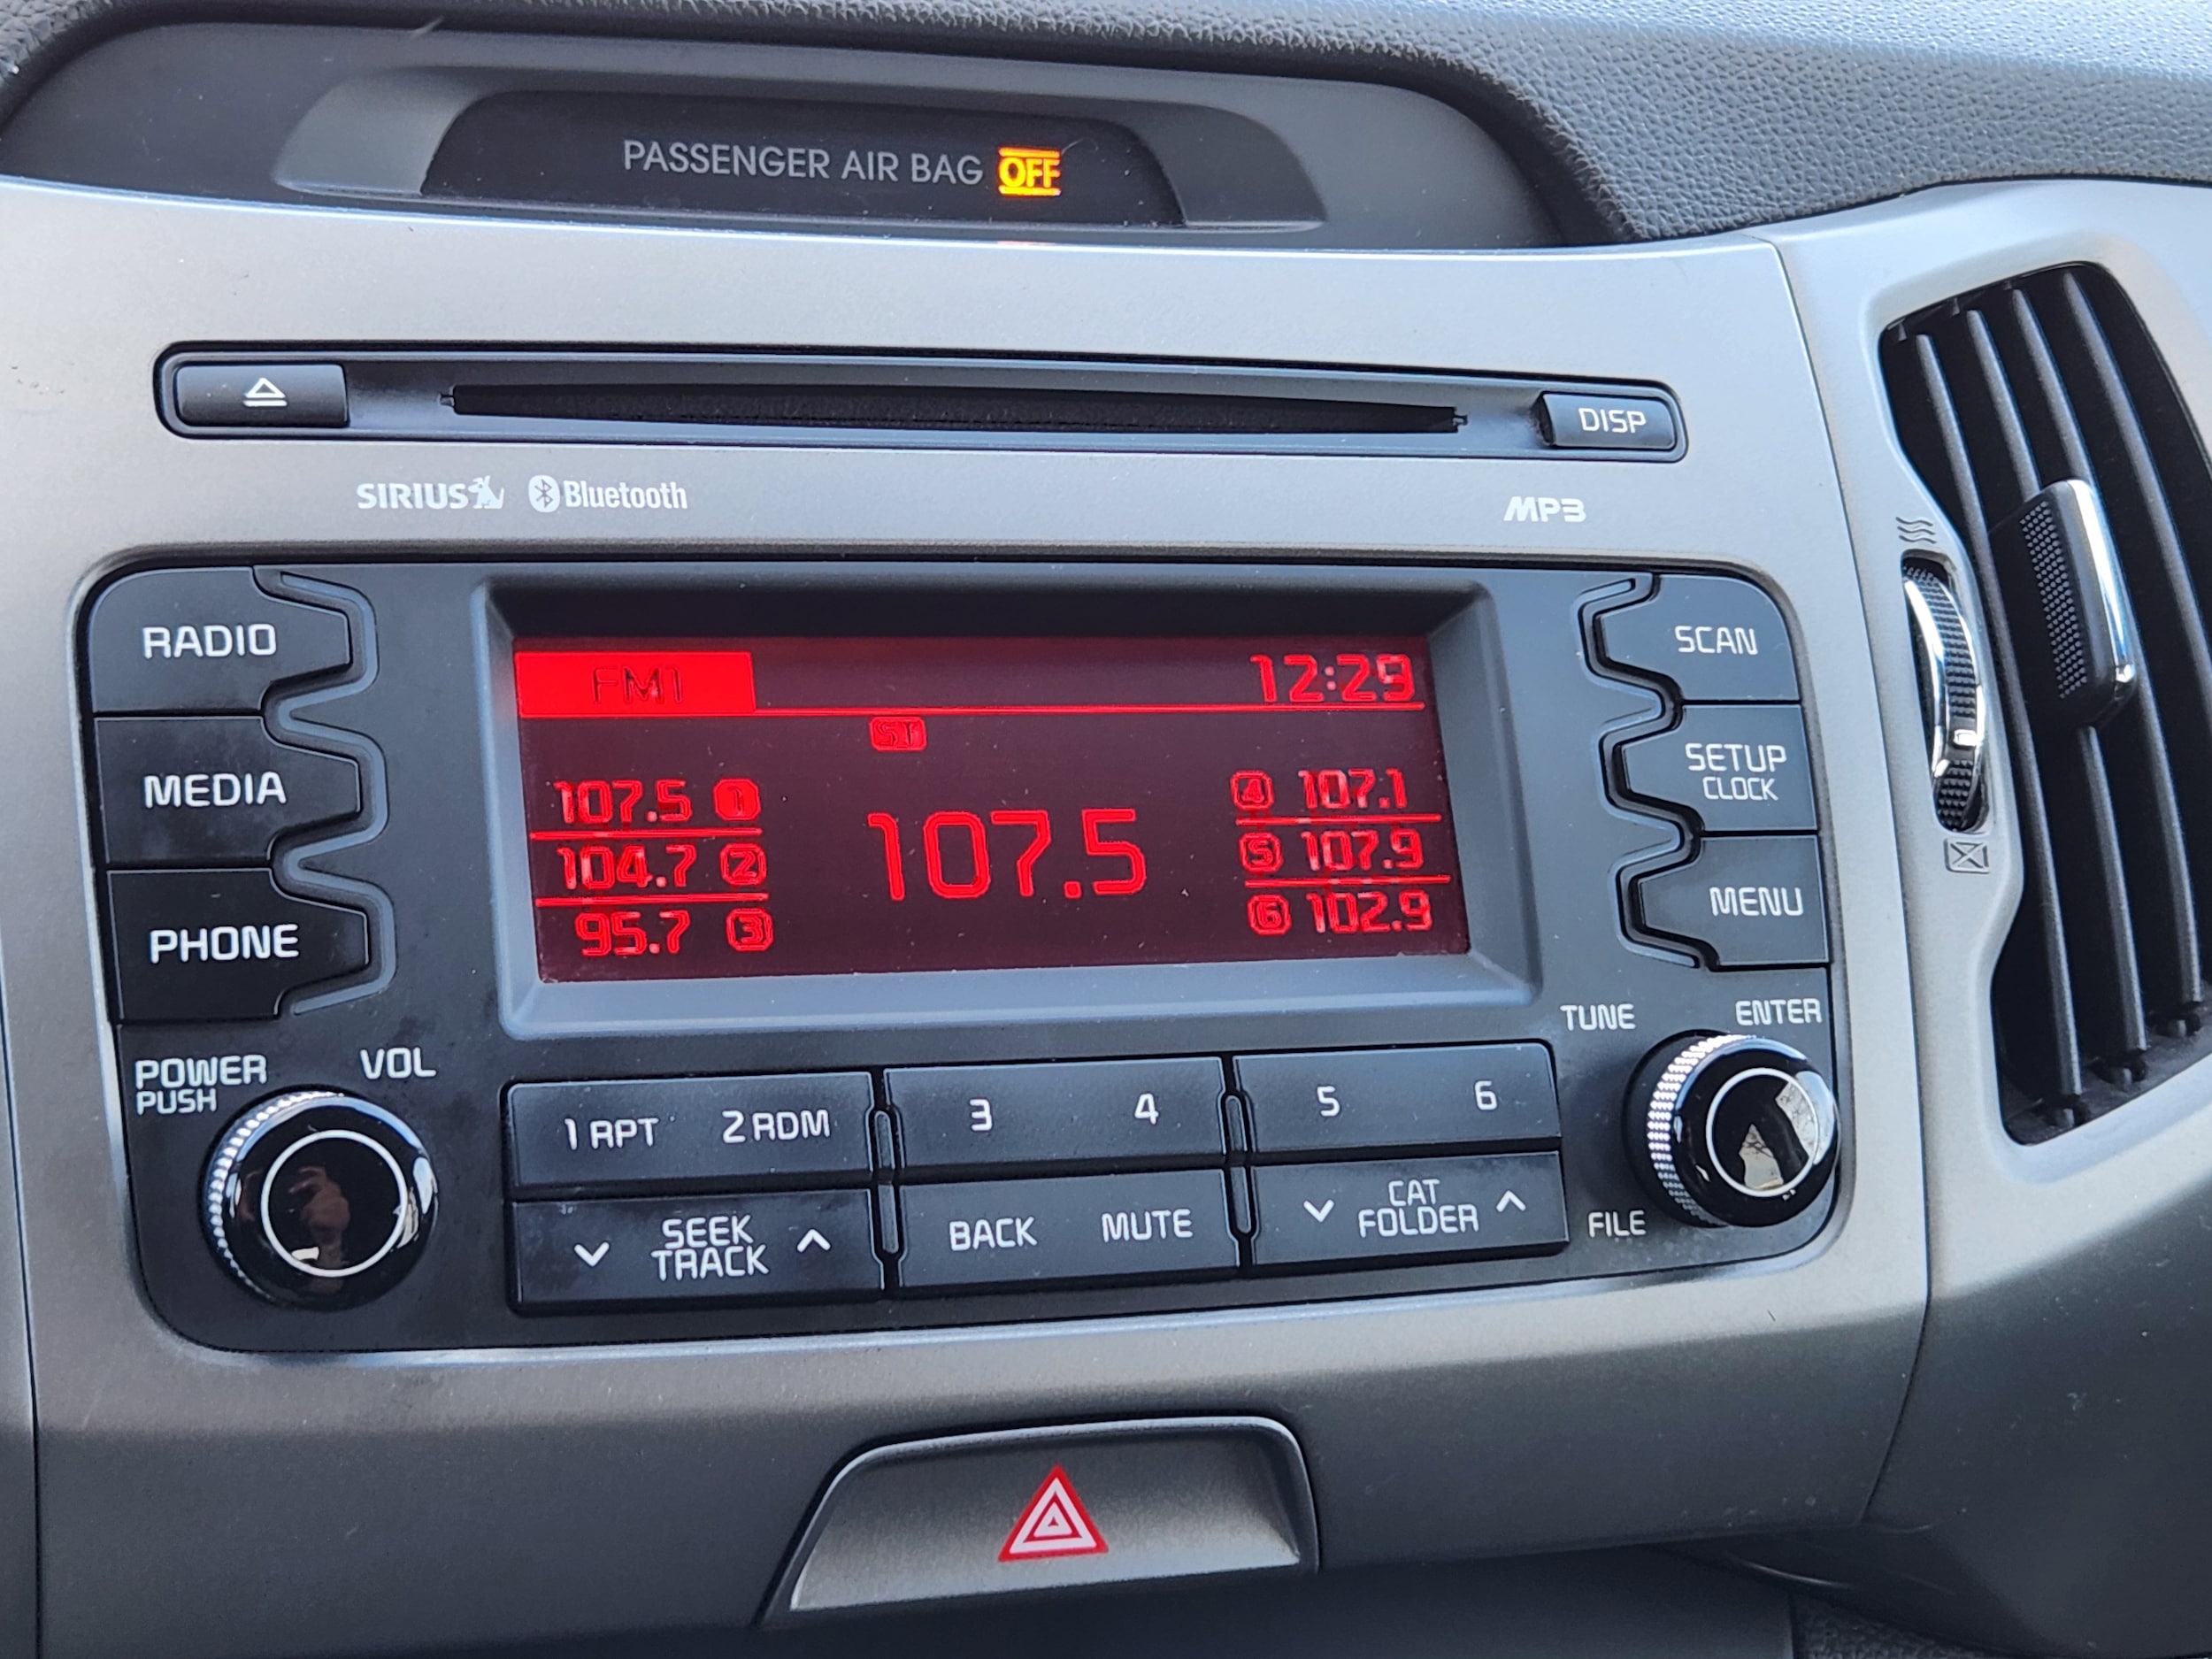 PASSENGER AIR BAG OFF
DISP
SIRIUS Bluetooth MP3
RADIO
MEDIA
PHONE
FM1 12:29
ST
107.5 1
104.7 2
95.7 3
107.5
4 107.1
5 107.9
6 102.9
SCAN
SETUP
CLOCK
MENU
POWER
PUSH
VOL
TUNE
ENTER
FILE
1 RPT 2 RDM 3 4 5 6
SEEK
TRACK
BACK MUTE
CAT
FOLDER